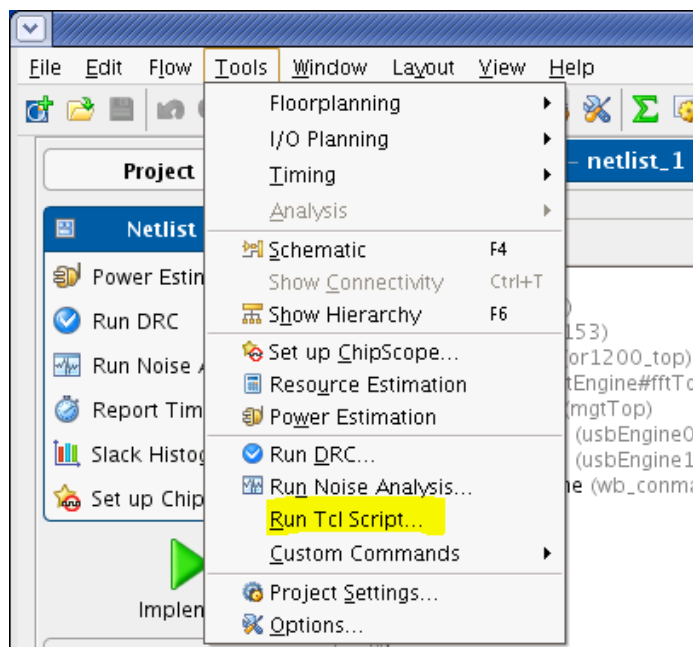 File Edit Flow Tools Window Layout View Help
Floorplanning
I/O Planning
Project
Timing
– netlist_1
Analysis
Netlist
Schematic F4
Power Estim
Show Connectivity Ctrl+T
Show Hierarchy F6
Run DRC
153)
Set up ChipScope...
or1200_top)
Run Noise
Resource Estimation
tEngine#fftTo
Report Tim
Power Estimation
(mgtTop)
(usbEngine0
Slack Histog
Run DRC...
(usbEngine1
Set up Chip
Run Noise Analysis...
ne (wb_conma
Run Tcl Script...
Custom Commands
Project Settings...
Implem
Options...